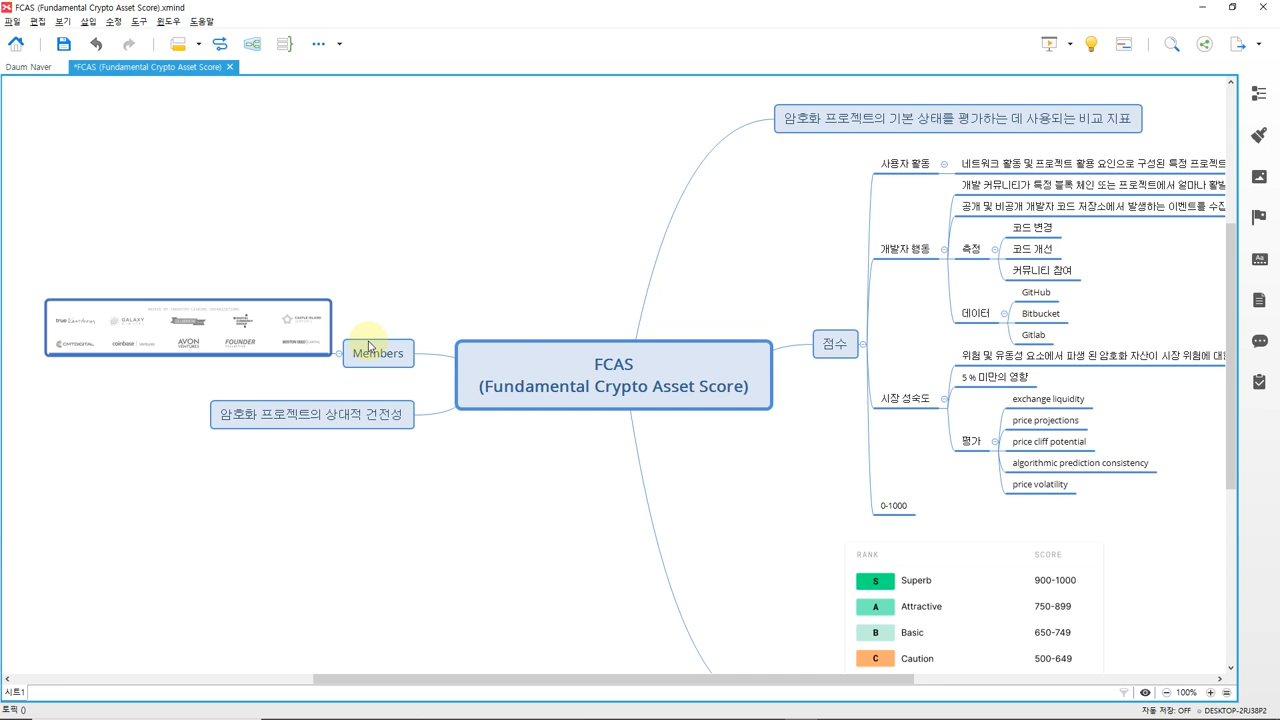 FCAS (Fundamental Crypto Asset Score).xmind
파일 편집 보기 삽입 수정 도구 윈도우 도움말
Daum Naver
*FCAS (Fundamental Crypto Asset Score)
암호화 프로젝트의 기본 상태를 평가하는 데 사용되는 비교 지표
사용자 활동
네트워크 활동 및 프로젝트 활용 요인으로 구성된 특정 프로젝트
개발 커뮤니티가 특정 블록 체인 또는 프로젝트에서 얼마나 활발
공개 및 비공개 개발자 코드 저장소에서 발생하는 이벤트를 수집
개발자 행동
측정
코드 변경
코드 개선
커뮤니티 참여
데이터
GitHub
Bitbucket
Gitlab
점수
위험 및 유동성 요소에서 파생 된 암호화 자산이 시장 위험에 대한
5 % 미만의 영향
시장 성숙도
평가
exchange liquidity
price projections
price cliff potential
algorithmic prediction consistency
price volatility
0-1000
FCAS
(Fundamental Crypto Asset Score)
Members
GALAXY
CASTLE ISLAND
CMTDIGITAL
coinbase Ventures
AVON
VENTURES
FOUNDER
암호화 프로젝트의 상대적 건전성
RANK SCORE
S Superb 900-1000
A Attractive 750-899
B Basic 650-749
C Caution 500-649
시트1
100%
토픽 ()
자동 저장: OFF DESKTOP-2RJ38P2